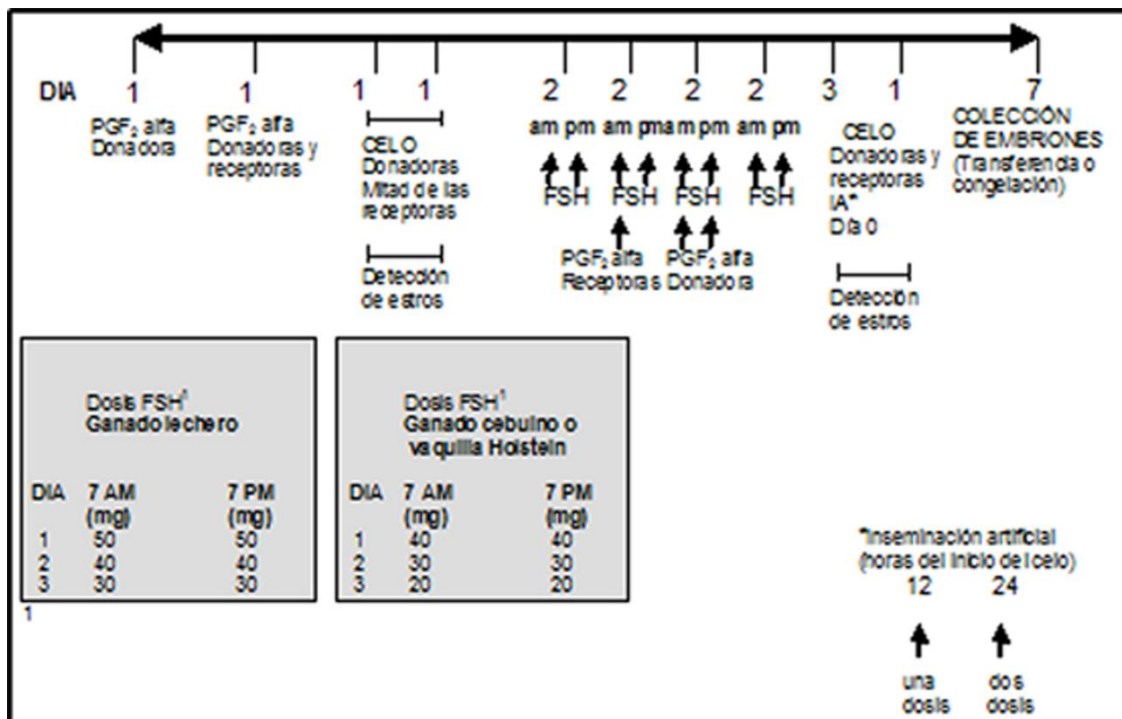 DIA 1 1 1 1 2 2 2 2 3 1 7
PGF₂ alfa
Donadora
PGF₂ alfa
Donadoras y
receptoras
CELO
Donadoras
Mitad de las
receptoras
Detección
de estros
am pm am pm am pm am pm
FSH FSH FSH FSH
PGF₂ alfa
Receptoras
PGF₂ alfa
Donadora
CELO
Donadoras y
receptoras
IA*
Día 0
Detección
de estros
COLECCIÓN
DE EMBRIONES
(Transferencia o
congelación)
Dosis FSH¹
Ganado lechero
DIA 7 AM 7 PM
(mg) (mg)
1 50 50
2 40 40
3 30 30
1
Dosis FSH¹
Ganado cebuino o
vaquilla Holstein
DIA 7 AM 7 PM
(mg) (mg)
1 40 40
2 30 30
3 20 20
*Inseminación artificial
(horas del inicio del celo)
12 24
una dosis
dos dosis